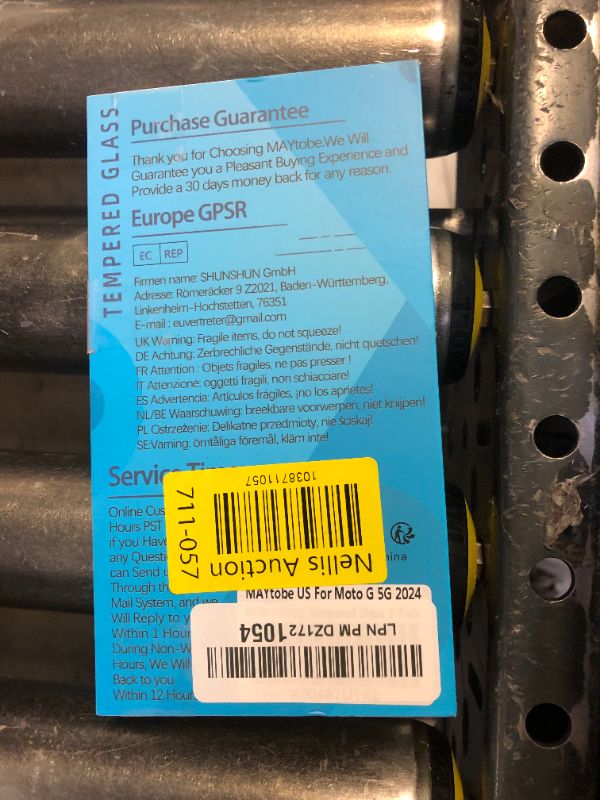 TEMPERED GLASS
Purchase Guarantee
Thank you for Choosing MAYtobe.We Will
Guarantee you a Pleasant Buying Experience and
Provide a 30 days money back for any reason.
Europe GPSR
EC REP
Firmen name: SHUNSHUN GmbH
Adresse: Römeräcker 9 Z2021, Baden-Württemberg,
Linkenheim-Hochstetten, 76351
E-mail : euvertreter@gmail.com
UK Warning: Fragile items, do not squeeze!
DE Achtung: Zerbrechliche Gegenstände, nicht quetschen!
FR Attention : Objets fragiles, ne pas presser !
IT Attenzione: oggetti fragili, non schiacciare!
ES Advertencia: Artículos frágiles, ¡no los aprietes!
NL/BE Waarschuwing: breekbare voorwerpen, niet knijpen!
PL Ostrzeżenie: Delikatne przedmioty, nie ściskaj!
SE:Varning: ömtåliga föremål, kläm inte!
Service
Online
Hours PST
if you Have
any
can Send
Through
Mail System, and we
Will Reply to
Within 1 Hour
During
Hours, We Will
Back to you
Within 12
Nellis Auction
1038711057
711-057
MAYtobe US For Moto G 5G 2024
LPN PM DZ172 1054